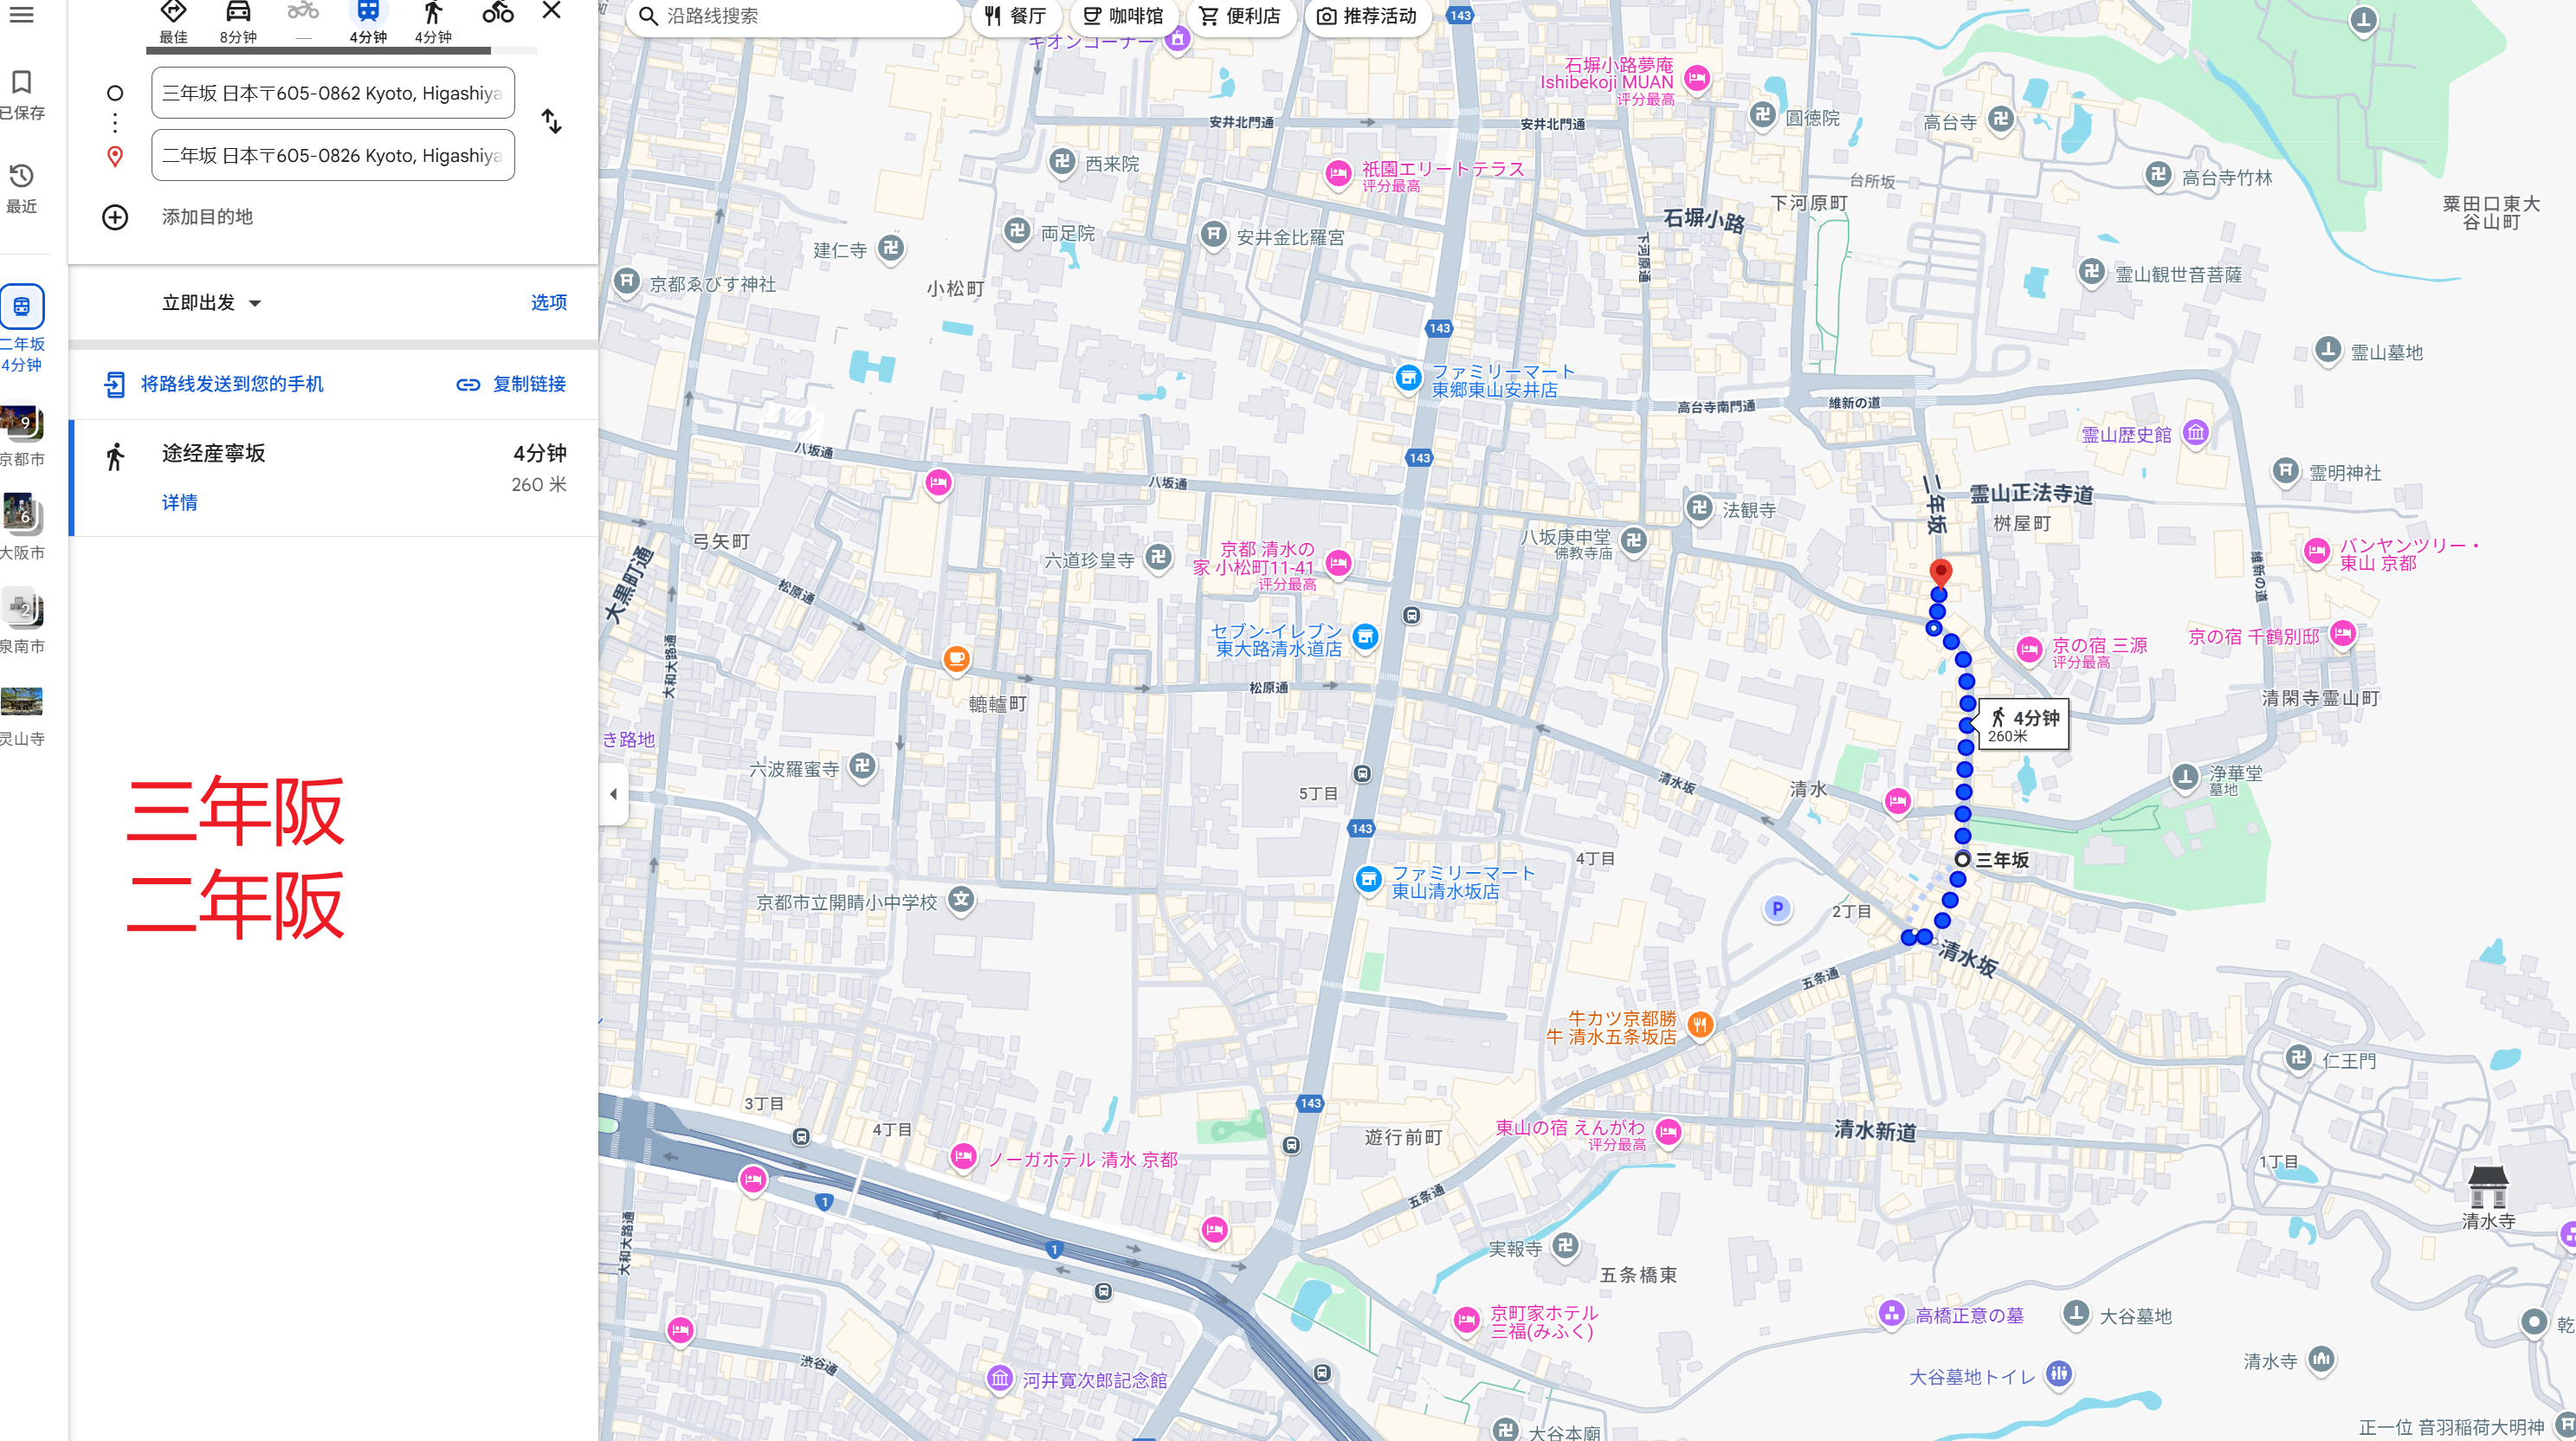 最佳
8分钟
—
4分钟
4分钟
三年坂 日本〒605-0862 Kyoto, Higashiya
二年坂 日本〒605-0826 Kyoto, Higashiya
添加目的地
已保存
最近
立即出发
选项
二年坂
4分钟
将路线发送到您的手机
复制链接
途经産寧坂
4分钟
260 米
详情
9
京都市
6
大阪市
2
泉南市
灵山寺
三年阪
二年阪
沿路线搜索
餐厅
咖啡馆
便利店
推荐活动
143
ギオンコーナー
石塀小路夢庵
Ishibekoji MUAN
评分最高
圓徳院
高台寺
安井北門通
安井北門通
西来院
祇園エリートテラス
评分最高
台所坂
高台寺竹林
下河原町
粟田口東大
谷山町
石塀小路
両足院
安井金比羅宮
建仁寺
下河原通
京都ゑびす神社
小松町
霊山観世音菩薩
143
霊山墓地
ファミリーマート
東郷東山安井店
高台寺南門通
維新の道
霊山歴史館
八坂通
143
八坂通
霊明神社
二年坂
霊山正法寺道
桝屋町
法観寺
八坂庚申堂
佛教寺庙
弓矢町
六道珍皇寺
京都 清水の
家 小松町11-41
评分最高
バンヤンツリー・
東山 京都
大黒町通
松原通
維新の道
セブン-イレブン
東大路清水道店
京の宿 三源
评分最高
京の宿 千鶴別邸
大和大路通
松原通
轆轤町
清閑寺霊山町
4分钟
260米
き路地
六波羅蜜寺
5丁目
清水坂
清水
浄華堂
墓地
143
4丁目
三年坂
ファミリーマート
東山清水坂店
京都市立開睛小中学校
P
2丁目
清水坂
五条通
牛カツ京都勝
牛 清水五条坂店
仁王門
3丁目
143
4丁目
遊行前町
東山の宿 えんがわ
评分最高
清水新道
ノーガホテル 清水 京都
1丁目
1
五条通
清水寺
大和大路通
1
実報寺
五条橋東
京町家ホテル
三福(みふく)
高橋正意の墓
大谷墓地
乾
渋谷通
河井寛次郎記念館
清水寺
大谷墓地トイレ
大谷本廟
正一位 音羽稲荷大明神